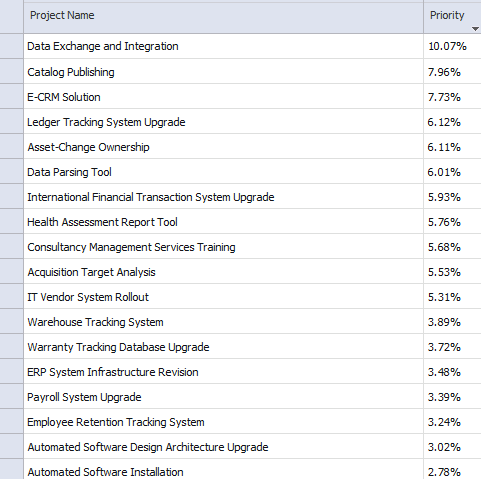 Project Name Priority
Data Exchange and Integration 10.07%
Catalog Publishing 7.96%
E-CRM Solution 7.73%
Ledger Tracking System Upgrade 6.12%
Asset-Change Ownership 6.11%
Data Parsing Tool 6.01%
International Financial Transaction System Upgrade 5.93%
Health Assessment Report Tool 5.76%
Consultancy Management Services Training 5.68%
Acquisition Target Analysis 5.53%
IT Vendor System Rollout 5.31%
Warehouse Tracking System 3.89%
Warranty Tracking Database Upgrade 3.72%
ERP System Infrastructure Revision 3.48%
Payroll System Upgrade 3.39%
Employee Retention Tracking System 3.24%
Automated Software Design Architecture Upgrade 3.02%
Automated Software Installation 2.78%